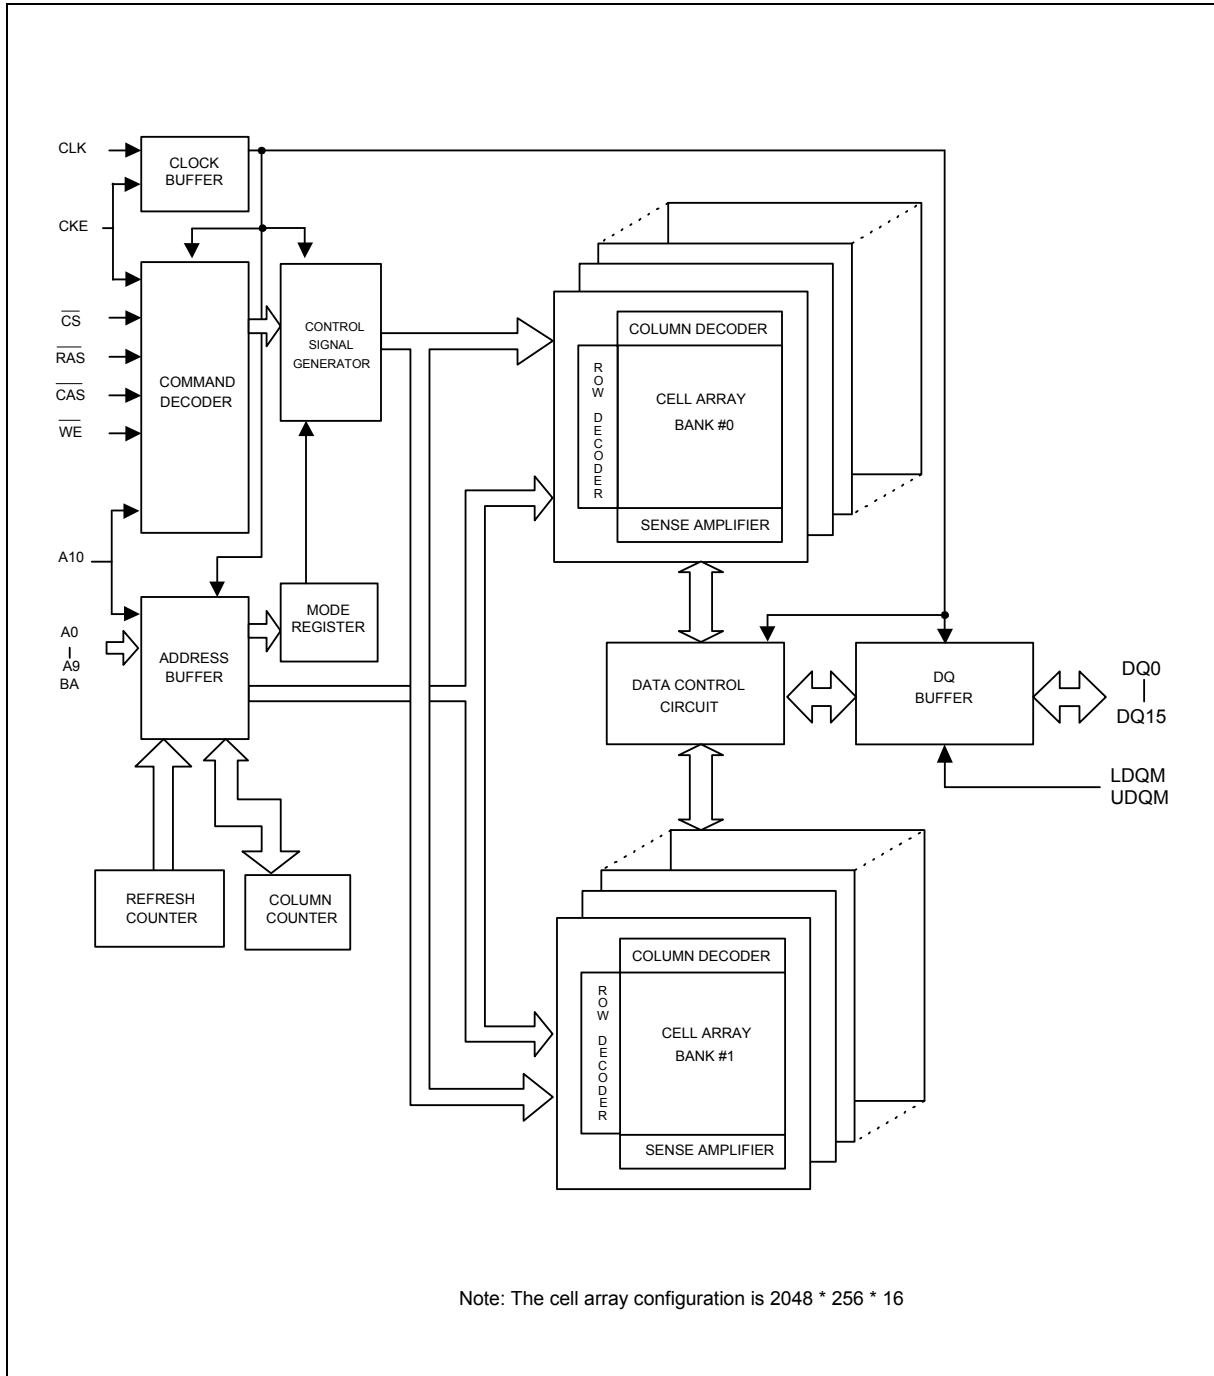 CLK
CLOCK
BUFFER
CKE
CS
RAS
CAS
WE
COMMAND
DECODER
CONTROL
SIGNAL
GENERATOR
COLUMN DECODER
ROW DECODER
CELL ARRAY
BANK #0
SENSE AMPLIFIER
A10
A0
A9
BA
ADDRESS
BUFFER
MODE
REGISTER
DATA CONTROL
CIRCUIT
DQ
BUFFER
DQ0
DQ15
LDQM
UDQM
REFRESH
COUNTER
COLUMN
COUNTER
COLUMN DECODER
ROW DECODER
CELL ARRAY
BANK #1
SENSE AMPLIFIER
Note: The cell array configuration is 2048 * 256 * 16